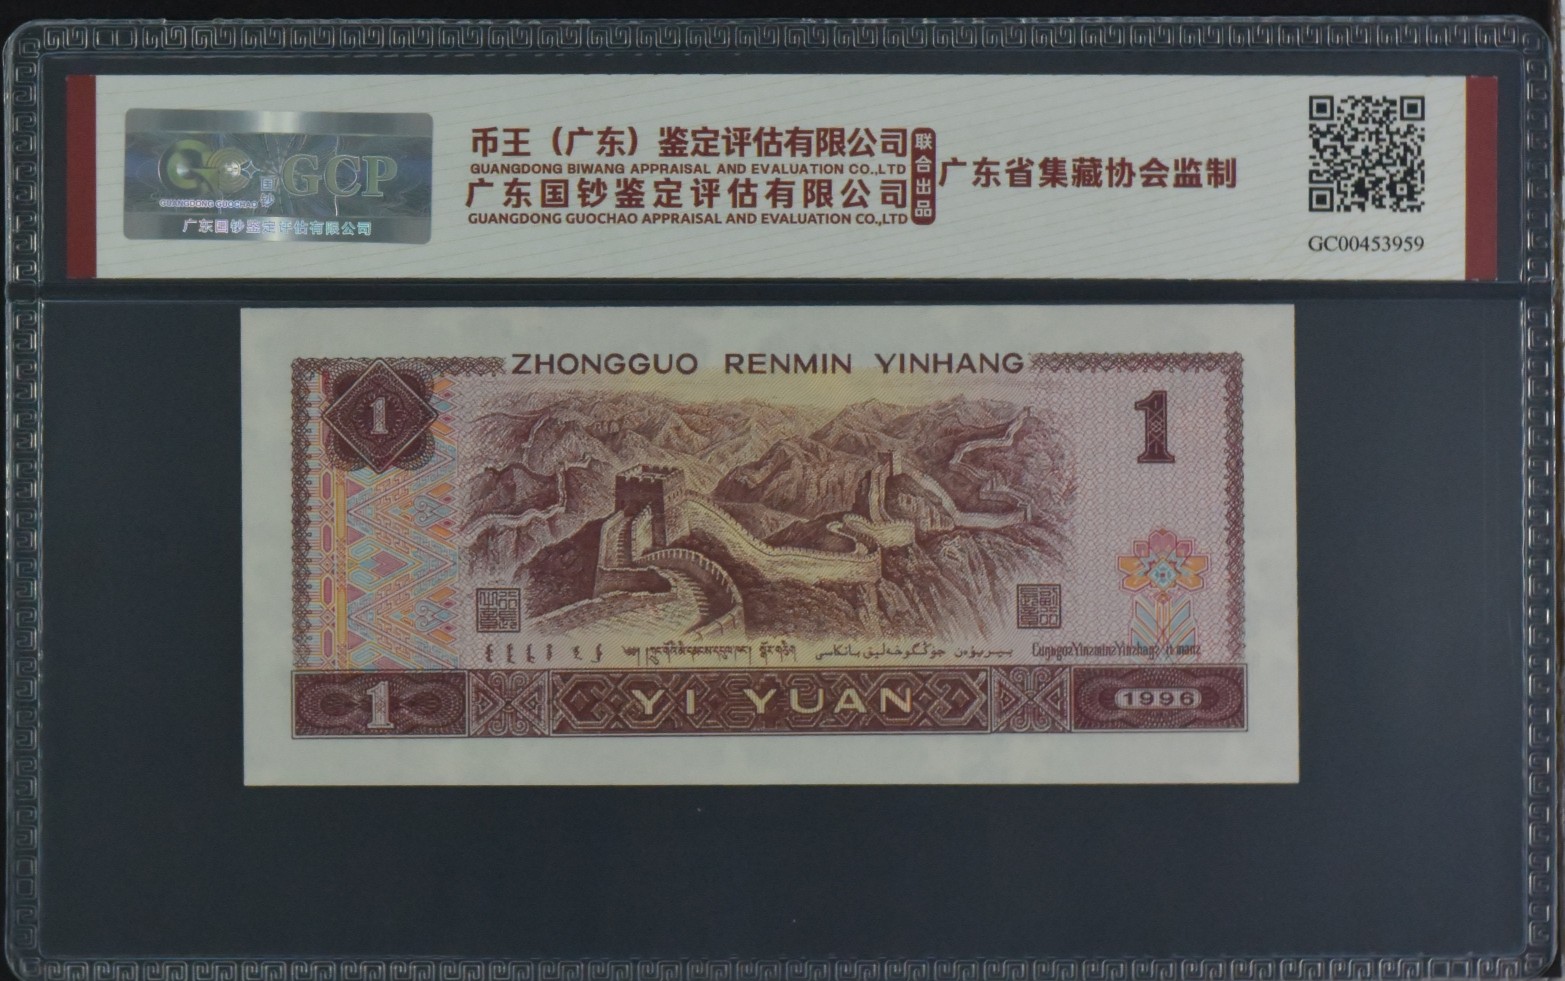 币王（广东）鉴定评估有限公司
GUANGDONG BIWANG APPRAISAL AND EVALUATION CO.,LTD
广东国钞鉴定评估有限公司
GUANGDONG GUOCHAO APPRAISAL AND EVALUATION CO.,LTD
联合出品
广东省集藏协会监制
GC00453959
GCP
国钞
GUANGDONG GUOCHAO
广东国钞鉴定评估有限公司
ZHONGGUO RENMIN YINHANG
1
1
1
YI YUAN
1996